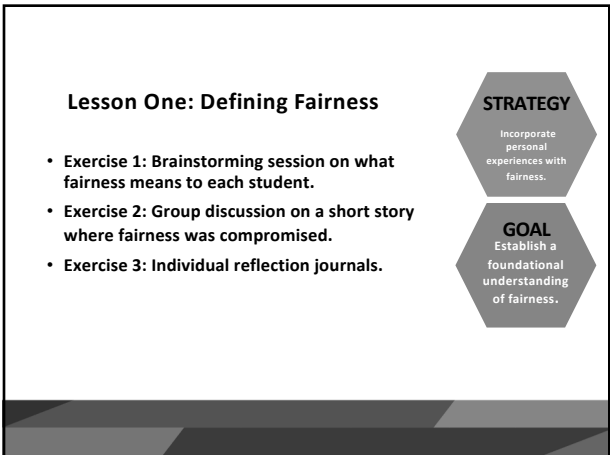 Lesson One: Defining Fairness
• Exercise 1: Brainstorming session on what
fairness means to each student.
• Exercise 2: Group discussion on a short story
where fairness was compromised.
• Exercise 3: Individual reflection journals.
STRATEGY
Incorporate
personal
experiences with
fairness.
GOAL
Establish a
foundational
understanding
of fairness.